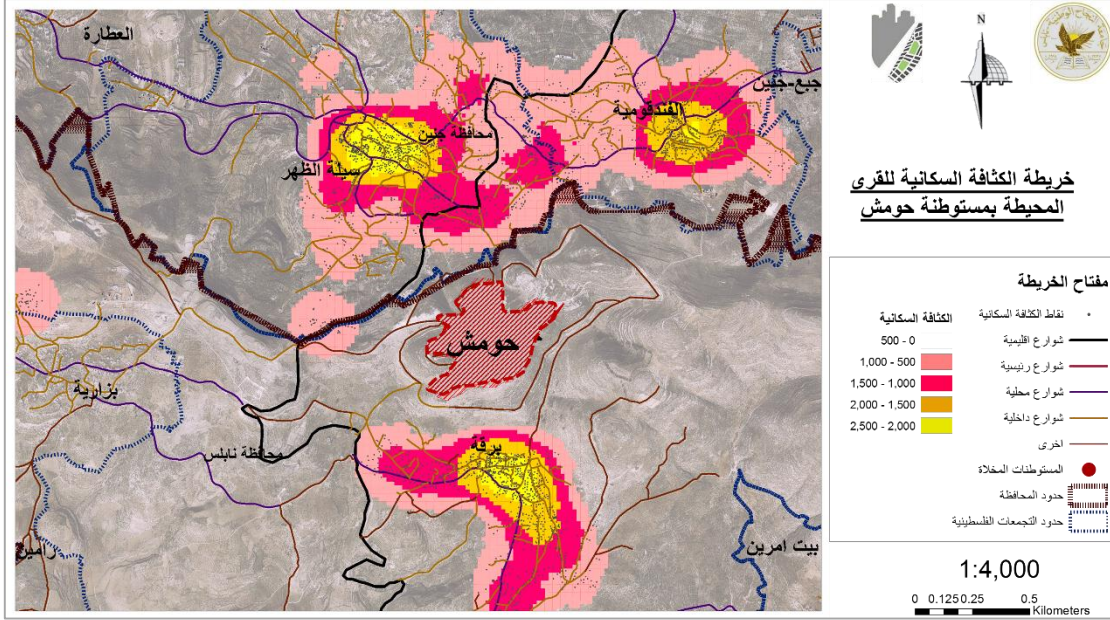 العطارة
جبع-جنين
الفندقومية
محافظة جنين
سيلة الظهر
حومش
بزارية
برقة
محافظة نابلس
رامين
بيت امرين
N
خريطة الكثافة السكانية للقرى
المحيطة بمستوطنة حومش
مفتاح الخريطة
نقاط الكثافة السكانية
شوارع اقليمية
شوارع رئيسية
شوارع محلية
شوارع داخلية
اخرى
المستوطنات المخلاة
حدود المحافظة
حدود التجمعات الفلسطينية
الكثافة السكانية
0 - 500
500 - 1,000
1,000 - 1,500
1,500 - 2,000
2,000 - 2,500
1:4,000
0 0.125 0.25 0.5
Kilometers